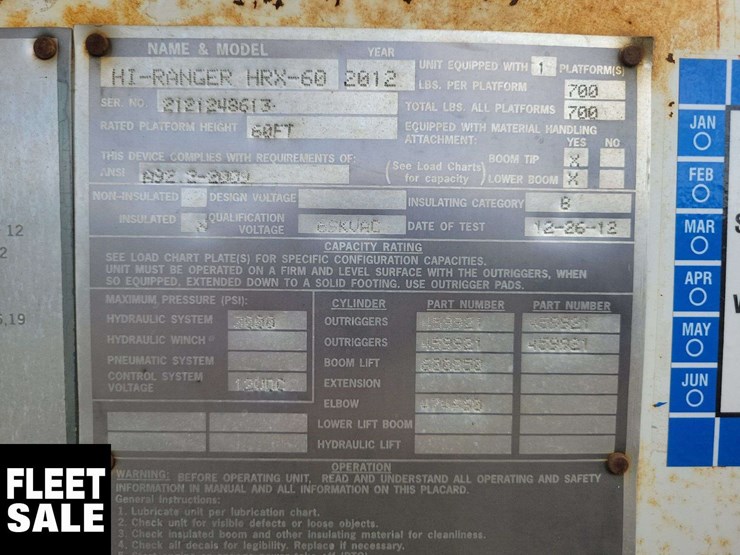 NAME & MODEL YEAR
HI-RANGER HRX-60 2012
UNIT EQUIPPED WITH 1 PLATFORM(S)
LBS. PER PLATFORM 700
SER. NO. 2121248613
TOTAL LBS. ALL PLATFORMS 700
RATED PLATFORM HEIGHT 60FT
EQUIPPED WITH MATERIAL HANDLING
ATTACHMENT: YES NO
THIS DEVICE COMPLIES WITH REQUIREMENTS OF:
(See Load Charts for capacity)
BOOM TIP X
ANSI A92.2
LOWER BOOM X
NON-INSULATED DESIGN VOLTAGE INSULATING CATEGORY B
INSULATED QUALIFICATION VOLTAGE DATE OF TEST 12-26-12
CAPACITY RATING
SEE LOAD CHART PLATE(S) FOR SPECIFIC CONFIGURATION CAPACITIES.
UNIT MUST BE OPERATED ON A FIRM AND LEVEL SURFACE WITH THE OUTRIGGERS, WHEN
SO EQUIPPED, EXTENDED DOWN TO A SOLID FOOTING. USE OUTRIGGER PADS.
MAXIMUM PRESSURE (PSI):
HYDRAULIC SYSTEM 3000
HYDRAULIC WINCH
PNEUMATIC SYSTEM
CONTROL SYSTEM
VOLTAGE 12VDC
CYLINDER PART NUMBER PART NUMBER
OUTRIGGERS
OUTRIGGERS
BOOM LIFT
EXTENSION
ELBOW
LOWER LIFT BOOM
HYDRAULIC LIFT
OPERATION
WARNING: BEFORE OPERATING UNIT, READ AND UNDERSTAND ALL OPERATING AND SAFETY
INFORMATION IN MANUAL AND ALL INFORMATION ON THIS PLACARD.
General Instructions:
1. Lubricate unit per lubrication chart.
2. Check unit for visible defects or loose objects.
3. Check insulated boom and other insulating material for cleanliness.
4. Check all decals for legibility. Replace if necessary.
12
2
5,19
JAN
FEB
MAR
APR
MAY
JUN
FLEET
SALE